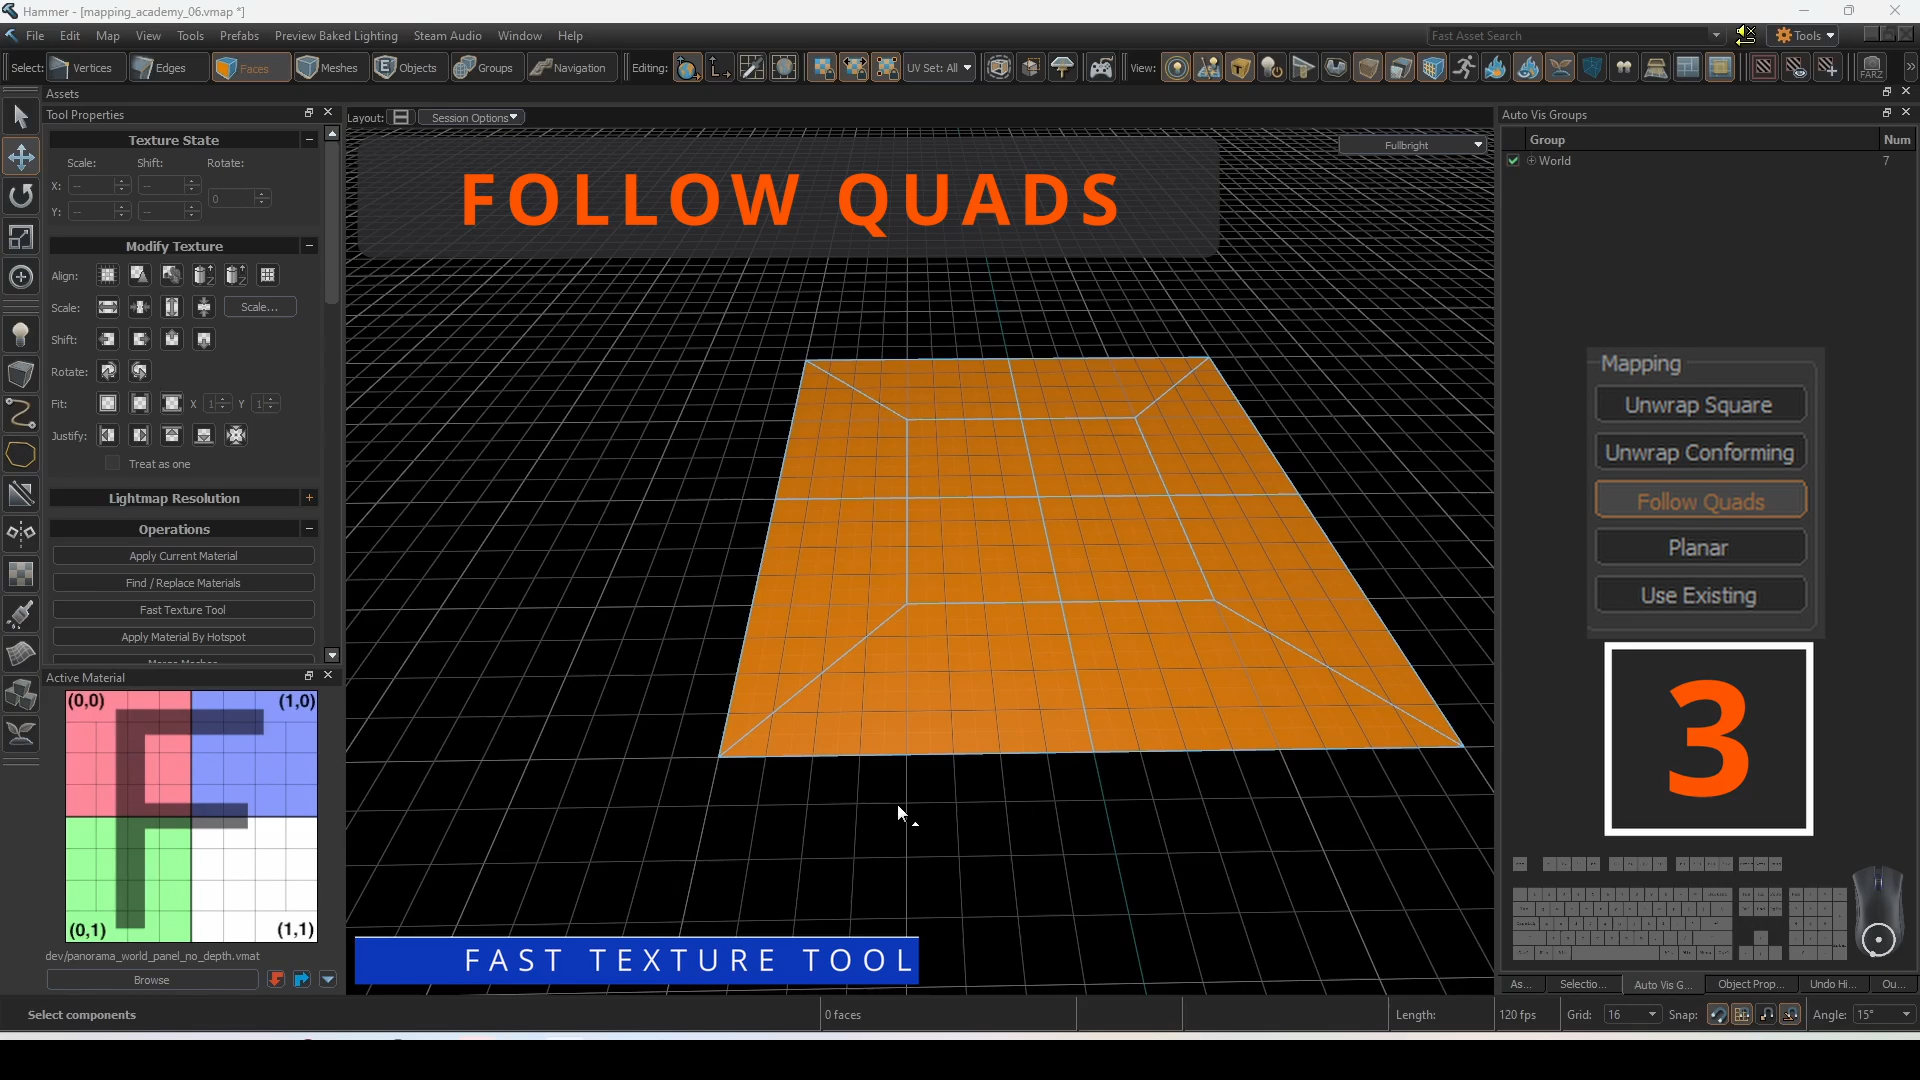 Hammer - [mapping_academy_06.vmap *]
File Edit Map View Tools Prefabs Preview Baked Lighting Steam Audio Window Help
Fast Asset Search
Tools
Select: Vertices Edges Faces Meshes Objects Groups Navigation Editing: UV Set: All View: FARZ
Assets
Tool Properties
Layout: Session Options
Auto Vis Groups
Texture State
Scale: Shift: Rotate:
X: -- --
0
Y: -- --
Modify Texture
Align:
Scale: Scale...
Shift:
Rotate:
Fit: X 1 Y 1
Justify:
Treat as one
Lightmap Resolution
Operations
Apply Current Material
Find / Replace Materials
Fast Texture Tool
Apply Material By Hotspot
Active Material
(0,0) (1,0)
(0,1) (1,1)
dev/panorama_world_panel_no_depth.vmat
Browse
Fullbright
FOLLOW QUADS
FAST TEXTURE TOOL
Group Num
World 7
Mapping
Unwrap Square
Unwrap Conforming
Follow Quads
Planar
Use Existing
3
As... Selectio... Auto Vis G... Object Prop... Undo Hi... Ou...
Select components 0 faces Length: 120 fps Grid: 16 Snap: Angle: 15°